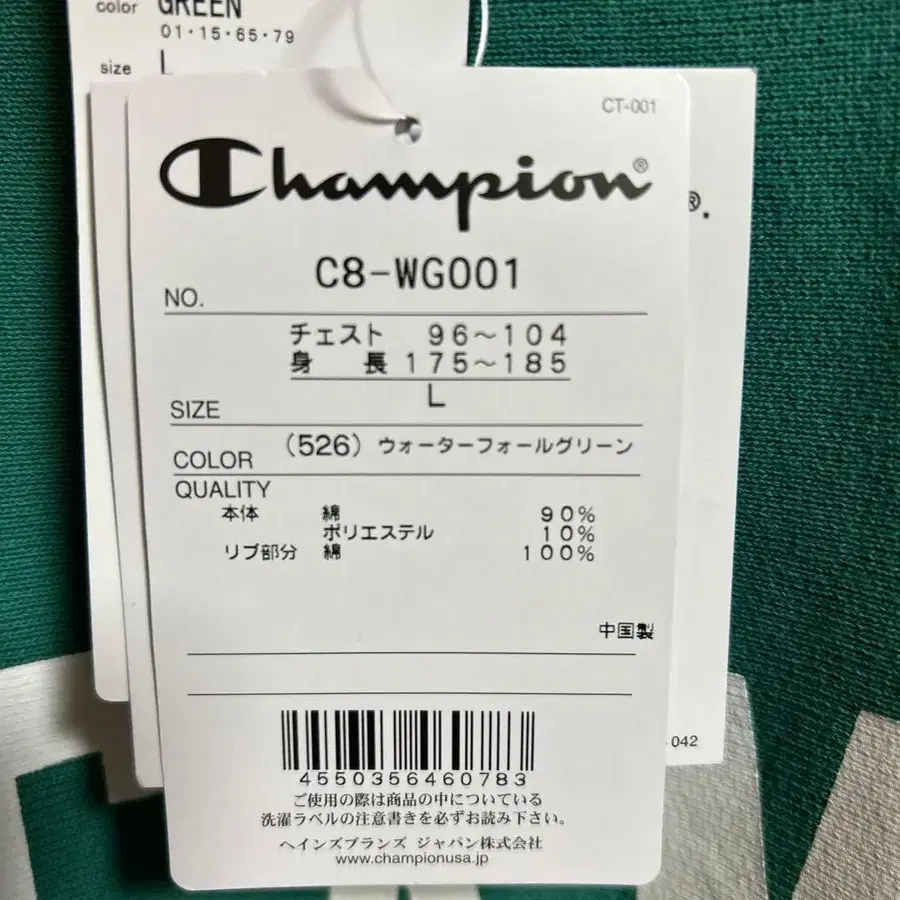 color GREEN
01・15・65・79
size L
CT-001
Champion®
®.
NO. C8-WG001
チェスト 96～104
身 長 175～185
SIZE L
COLOR (526) ウォーターフォールグリーン
QUALITY
本体 綿 90%
ポリエステル 10%
リブ部分 綿 100%
中国製
4550356460783
ご使用の際は商品の中についている
洗濯ラベルの注意書きを必ずお読み下さい。
ヘインズブランズ ジャパン株式会社
www.championusa.jp
042